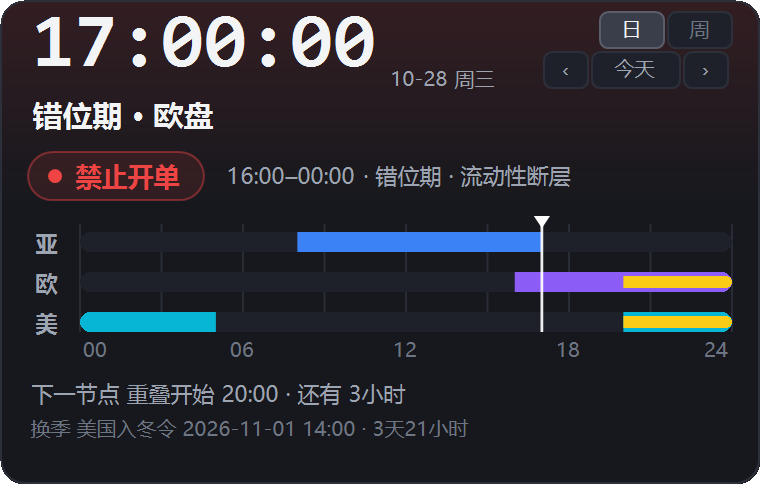 17:00:00
10-28 周三
日 周
‹ 今天 ›
错位期 · 欧盘
禁止开单
16:00–00:00 · 错位期 · 流动性断层
亚
欧
美
00 06 12 18 24
下一节点 重叠开始 20:00 · 还有 3小时
换季 美国入冬令 2026-11-01 14:00 · 3天21小时